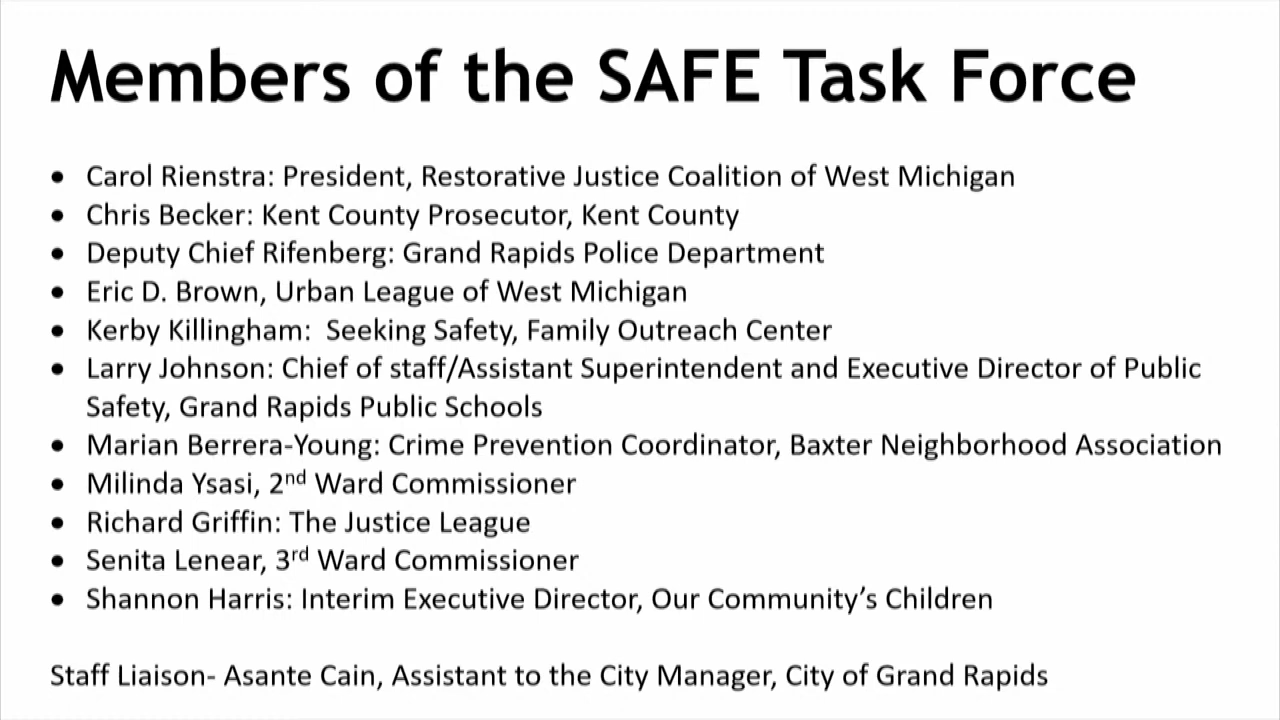 Members of the SAFE Task Force
• Carol Rienstra: President, Restorative Justice Coalition of West Michigan
• Chris Becker: Kent County Prosecutor, Kent County
• Deputy Chief Rifenberg: Grand Rapids Police Department
• Eric D. Brown, Urban League of West Michigan
• Kerby Killingham:  Seeking Safety, Family Outreach Center
• Larry Johnson: Chief of staff/Assistant Superintendent and Executive Director of Public
Safety, Grand Rapids Public Schools
• Marian Berrera-Young: Crime Prevention Coordinator, Baxter Neighborhood Association
• Milinda Ysasi, 2nd Ward Commissioner
• Richard Griffin: The Justice League
• Senita Lenear, 3rd Ward Commissioner
• Shannon Harris: Interim Executive Director, Our Community’s Children
Staff Liaison- Asante Cain, Assistant to the City Manager, City of Grand Rapids